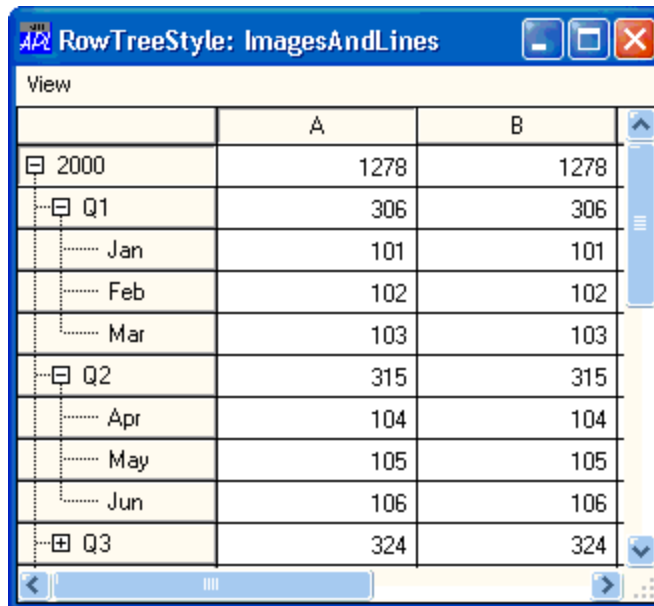 APL RowTreeStyle: ImagesAndLines
View
A B
2000 1278 1278
Q1 306 306
Jan 101 101
Feb 102 102
Mar 103 103
Q2 315 315
Apr 104 104
May 105 105
Jun 106 106
Q3 324 324